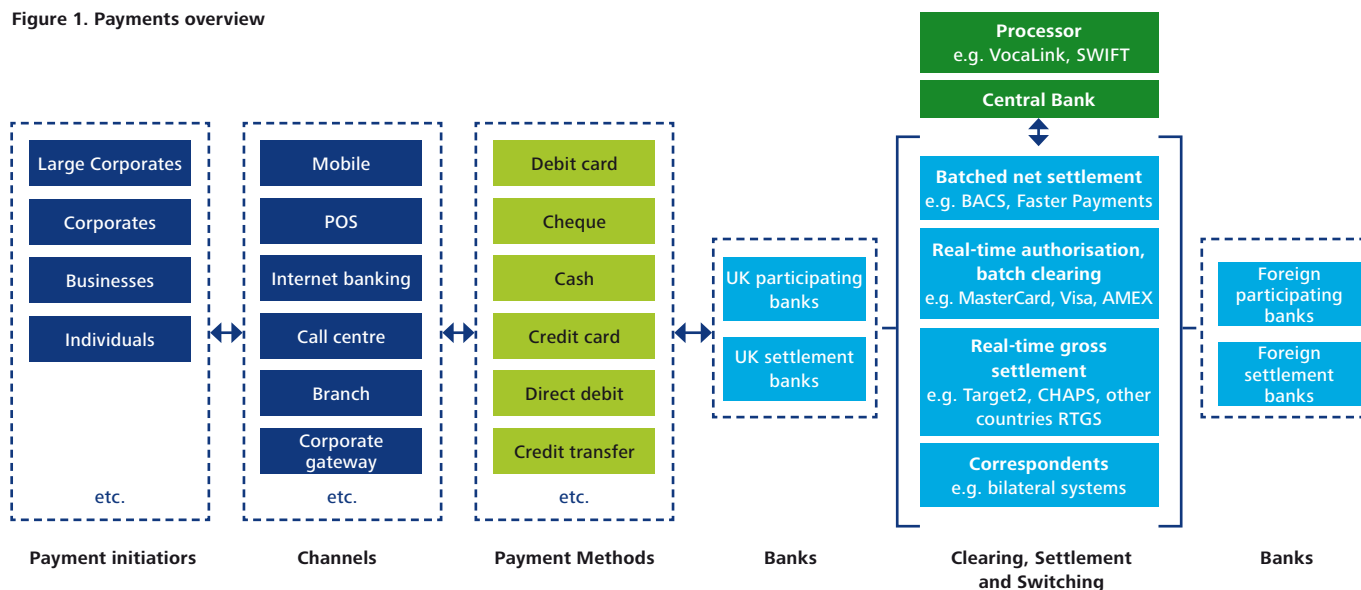 Figure 1. Payments overview
Processor
e.g. VocaLink, SWIFT
Central Bank
Large Corporates
Corporates
Businesses
Individuals
etc.
Payment initiatiors
Mobile
POS
Internet banking
Call centre
Branch
Corporate
gateway
etc.
Channels
Debit card
Cheque
Cash
Credit card
Direct debit
Credit transfer
etc.
Payment Methods
UK participating
banks
UK settlement
banks
Banks
Batched net settlement
e.g. BACS, Faster Payments
Real-time authorisation,
batch clearing
e.g. MasterCard, Visa, AMEX
Real-time gross
settlement
e.g. Target2, CHAPS, other
countries RTGS
Correspondents
e.g. bilateral systems
Clearing, Settlement
and Switching
Foreign
participating
banks
Foreign
settlement
banks
Banks